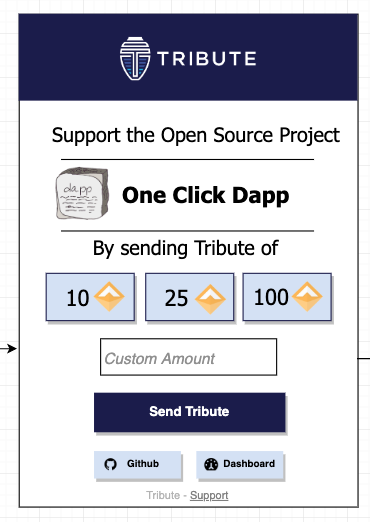 TRIBUTE
Support the Open Source Project
dapp
One Click Dapp
By sending Tribute of
10 25 100
Custom Amount
Send Tribute
Github Dashboard
Tribute - Support